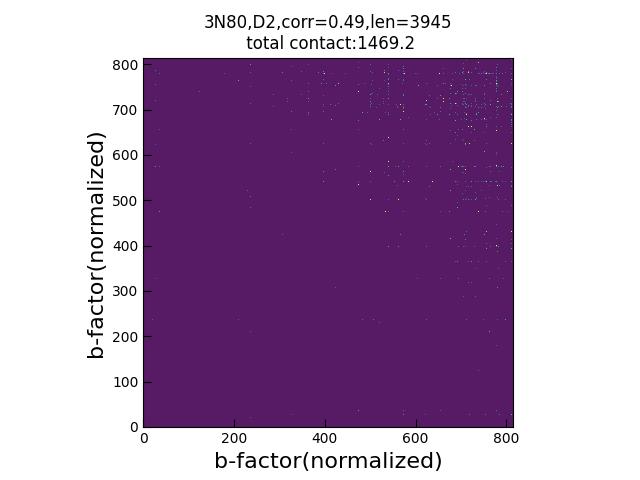 3N80,D2,corr=0.49,len=3945
total contact:1469.2
800
700
600
500
400
300
200
100
0
b-factor(normalized)
0 200 400 600 800
b-factor(normalized)